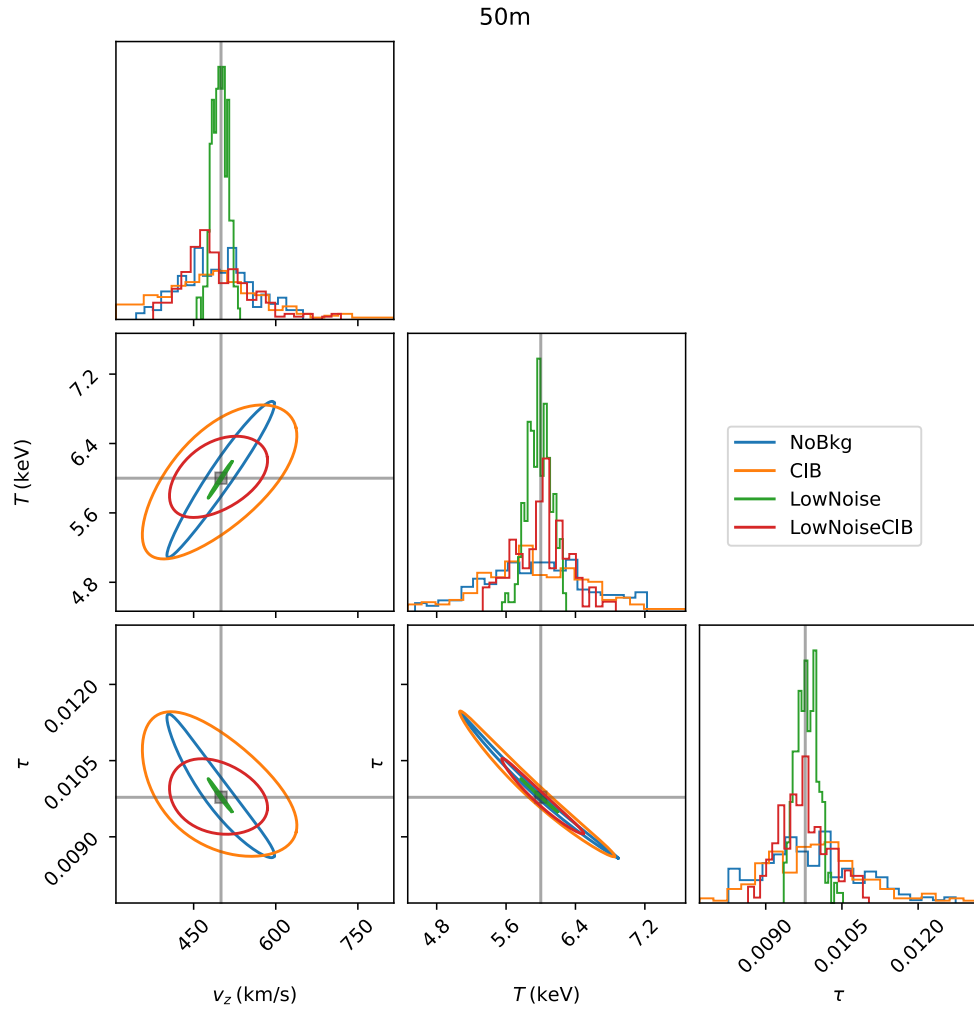 50m
7.2
6.4
5.6
4.8
T (keV)
NoBkg
CIB
LowNoise
LowNoiseCIB
0.0120
0.0105
0.0090
τ
τ
450
600
750
4.8
5.6
6.4
7.2
0.0090
0.0105
0.0120
v_z (km/s)
T (keV)
τ